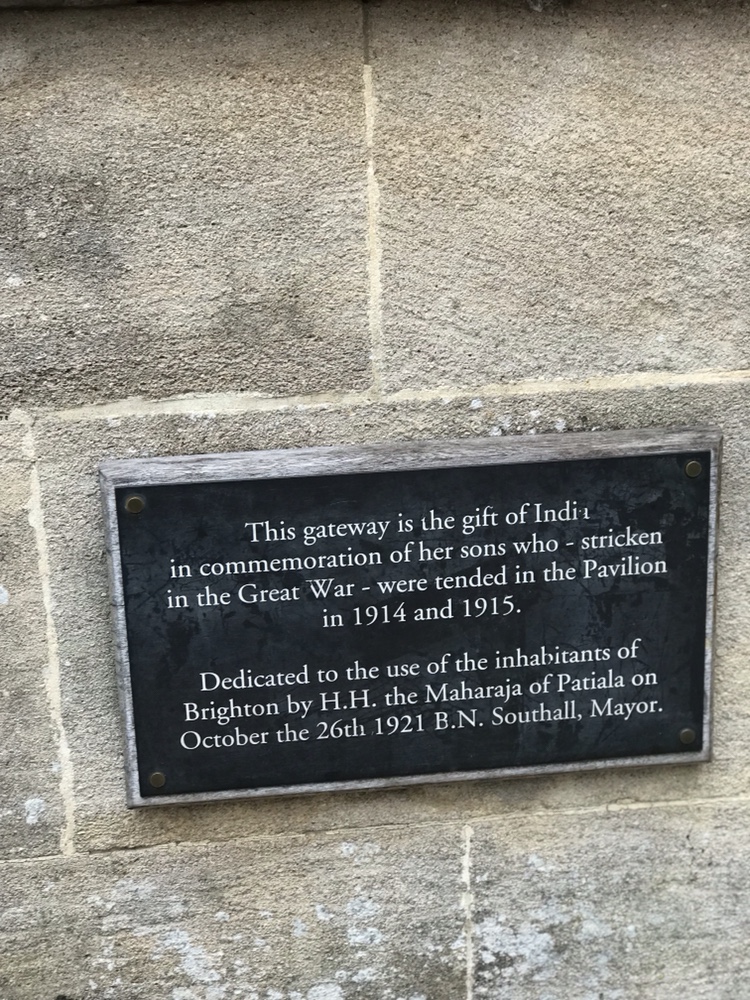 This gateway is the gift of India
in commemoration of her sons who - stricken
in the Great War - were tended in the Pavilion
in 1914 and 1915.
Dedicated to the use of the inhabitants of
Brighton by H.H. the Maharaja of Patiala on
October the 26th 1921 B.N. Southall, Mayor.